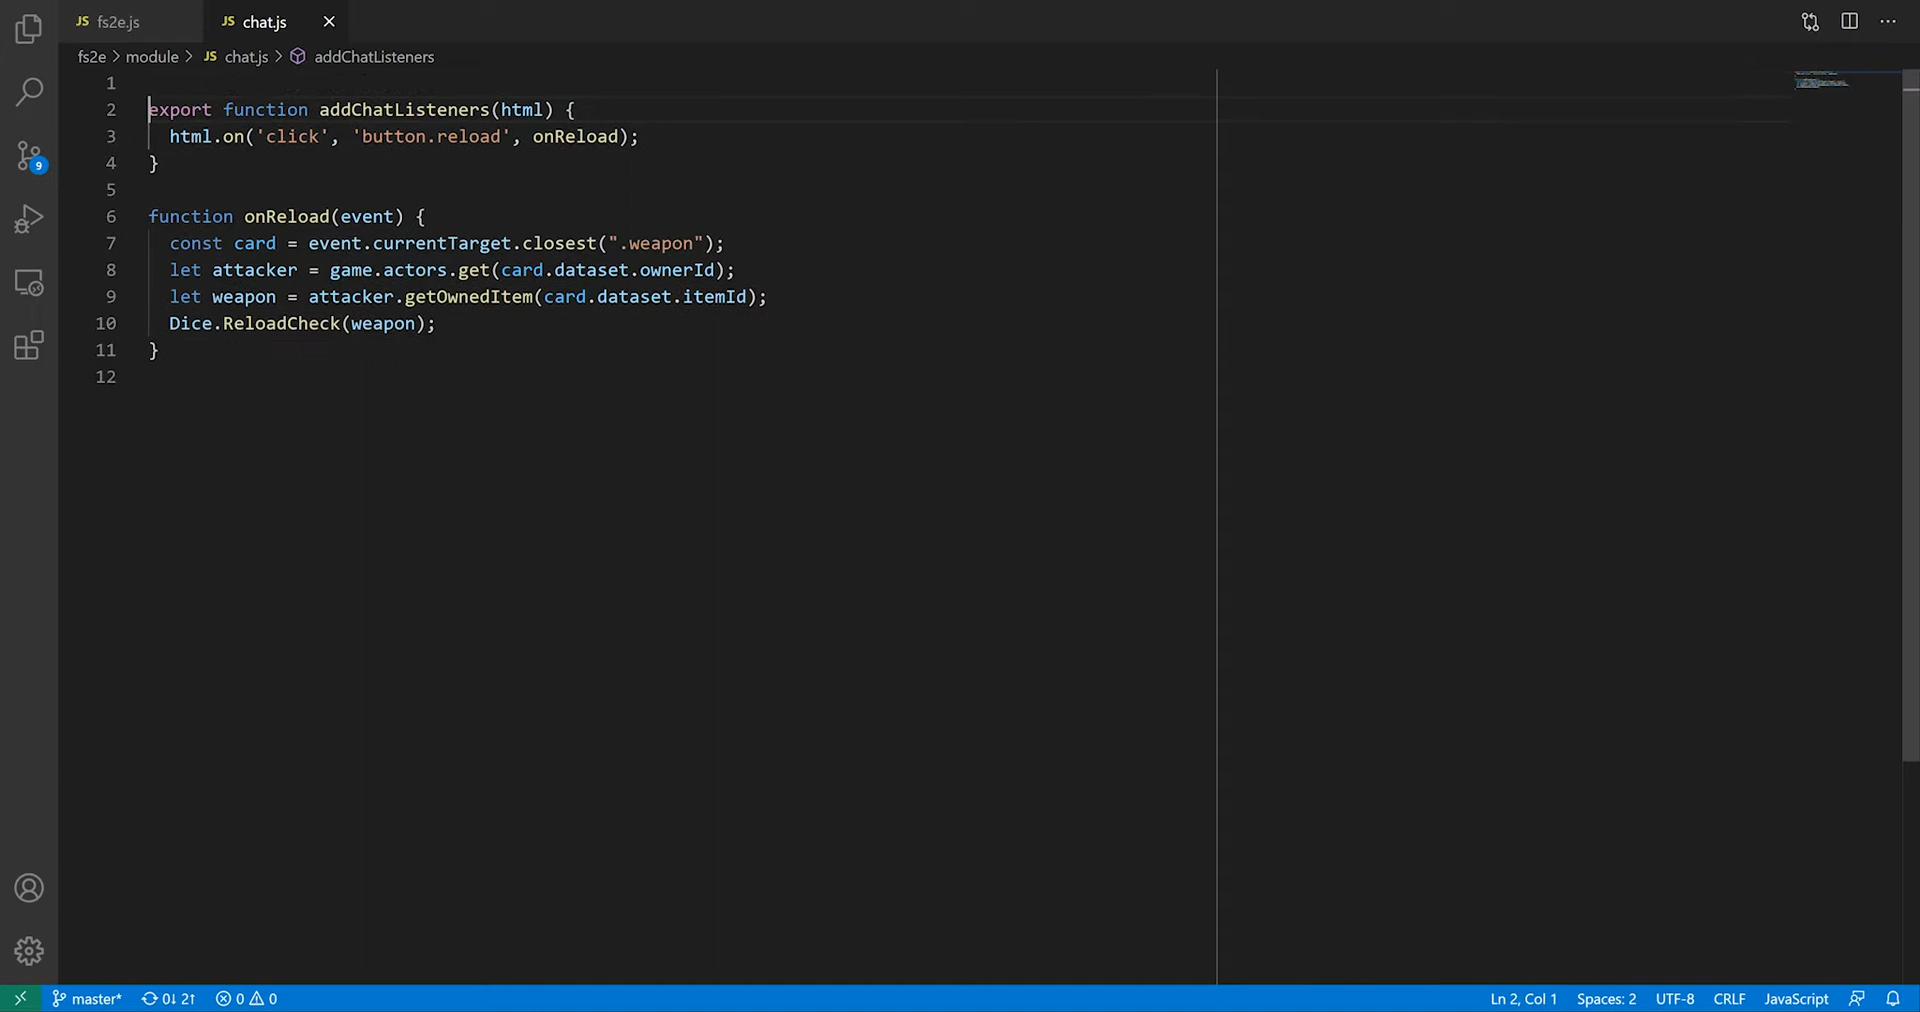 JS fs2e.js JS chat.js
fs2e > module > JS chat.js > addChatListeners
1
2 export function addChatListeners(html) {
3 html.on('click', 'button.reload', onReload);
4 }
5
6 function onReload(event) {
7 const card = event.currentTarget.closest(".weapon");
8 let attacker = game.actors.get(card.dataset.ownerId);
9 let weapon = attacker.getOwnedItem(card.dataset.itemId);
10 Dice.ReloadCheck(weapon);
11 }
12
9
master* 0↓ 2↑ 0 0 Ln 2, Col 1 Spaces: 2 UTF-8 CRLF JavaScript